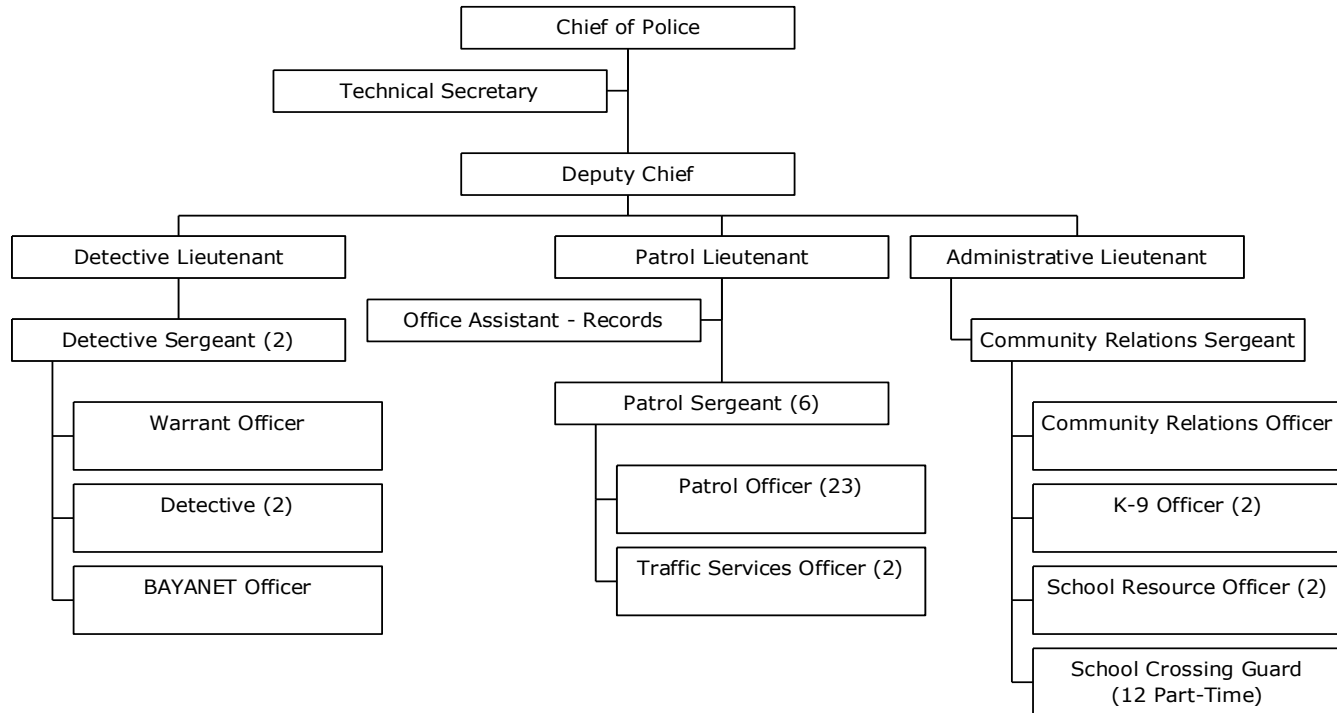 Chief of Police
Technical Secretary
Deputy Chief
Detective Lieutenant
Patrol Lieutenant
Administrative Lieutenant
Office Assistant - Records
Detective Sergeant (2)
Community Relations Sergeant
Patrol Sergeant (6)
Warrant Officer
Community Relations Officer
Patrol Officer (23)
Detective (2)
K-9 Officer (2)
Traffic Services Officer (2)
BAYANET Officer
School Resource Officer (2)
School Crossing Guard
(12 Part-Time)